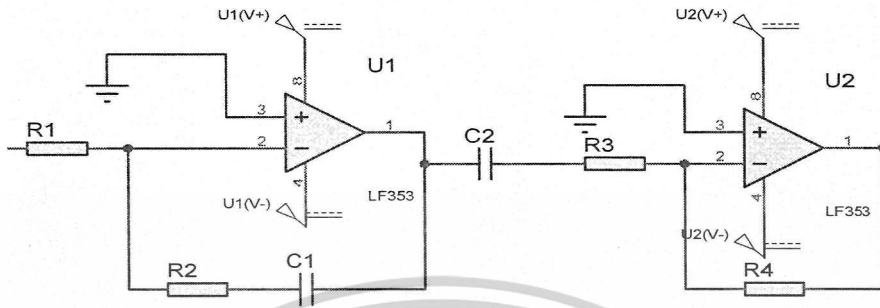 U1(V+)
U2(V+)
U1
U2
8
8
3
1
3
1
R1
2
C2
R3
2
4
LF353
4
LF353
U1(V-)
U2(V-)
R2
C1
R4